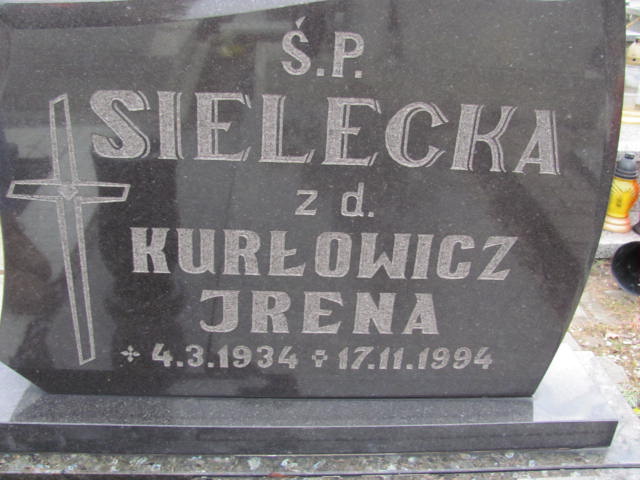 Ś.P.
SIELECKA
z d.
KURŁOWICZ
JRENA
4.3.1934 ✝ 17.11.1994